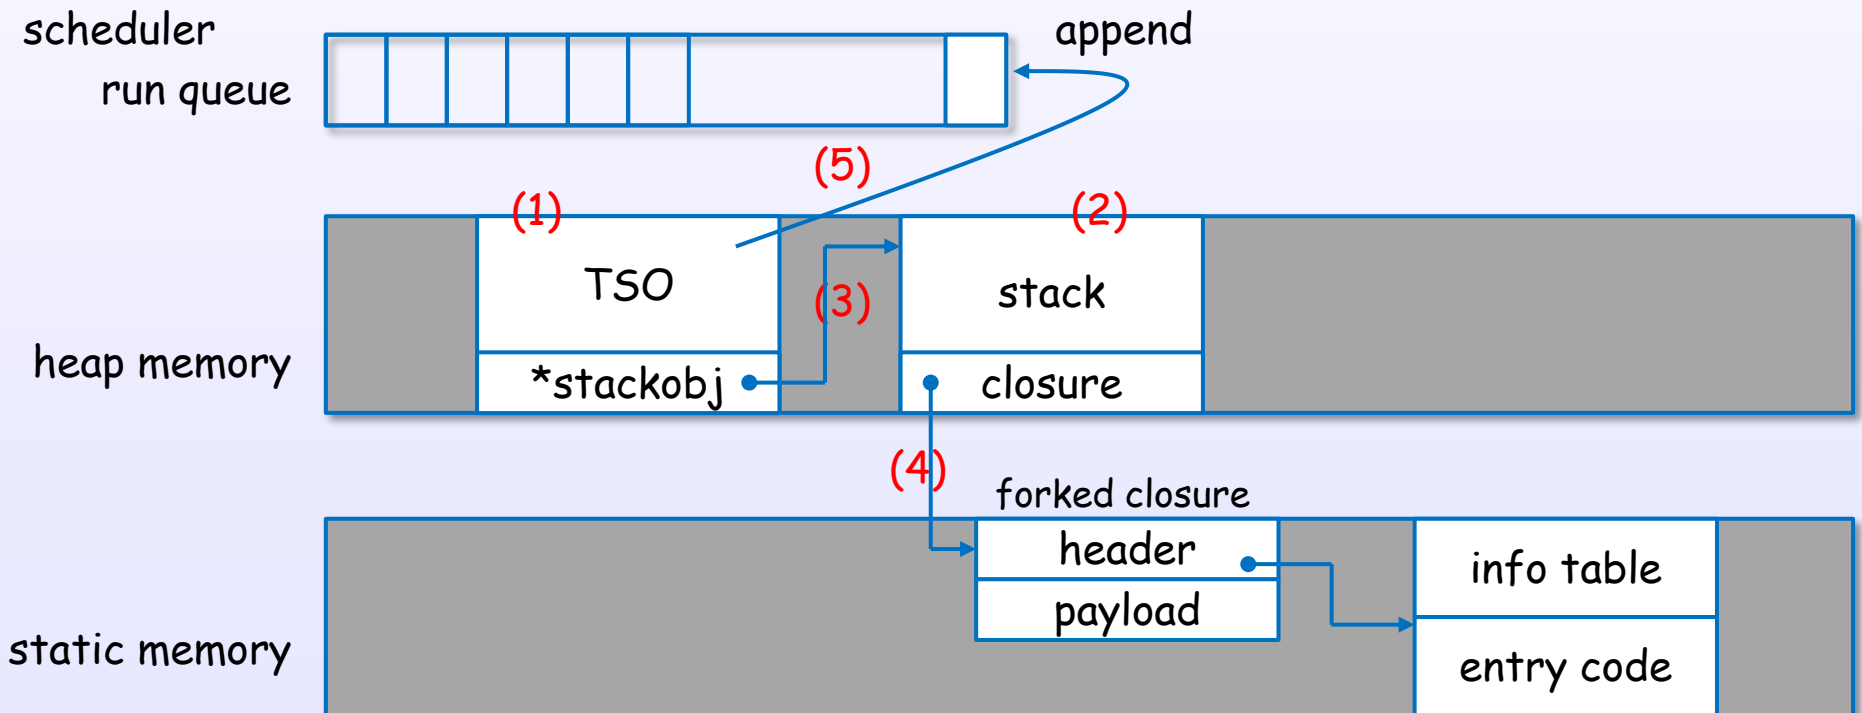 scheduler
run queue
append
(5)
(1)
(2)
TSO
stack
(3)
heap memory
*stackobj
closure
(4)
forked closure
header
info table
payload
static memory
entry code